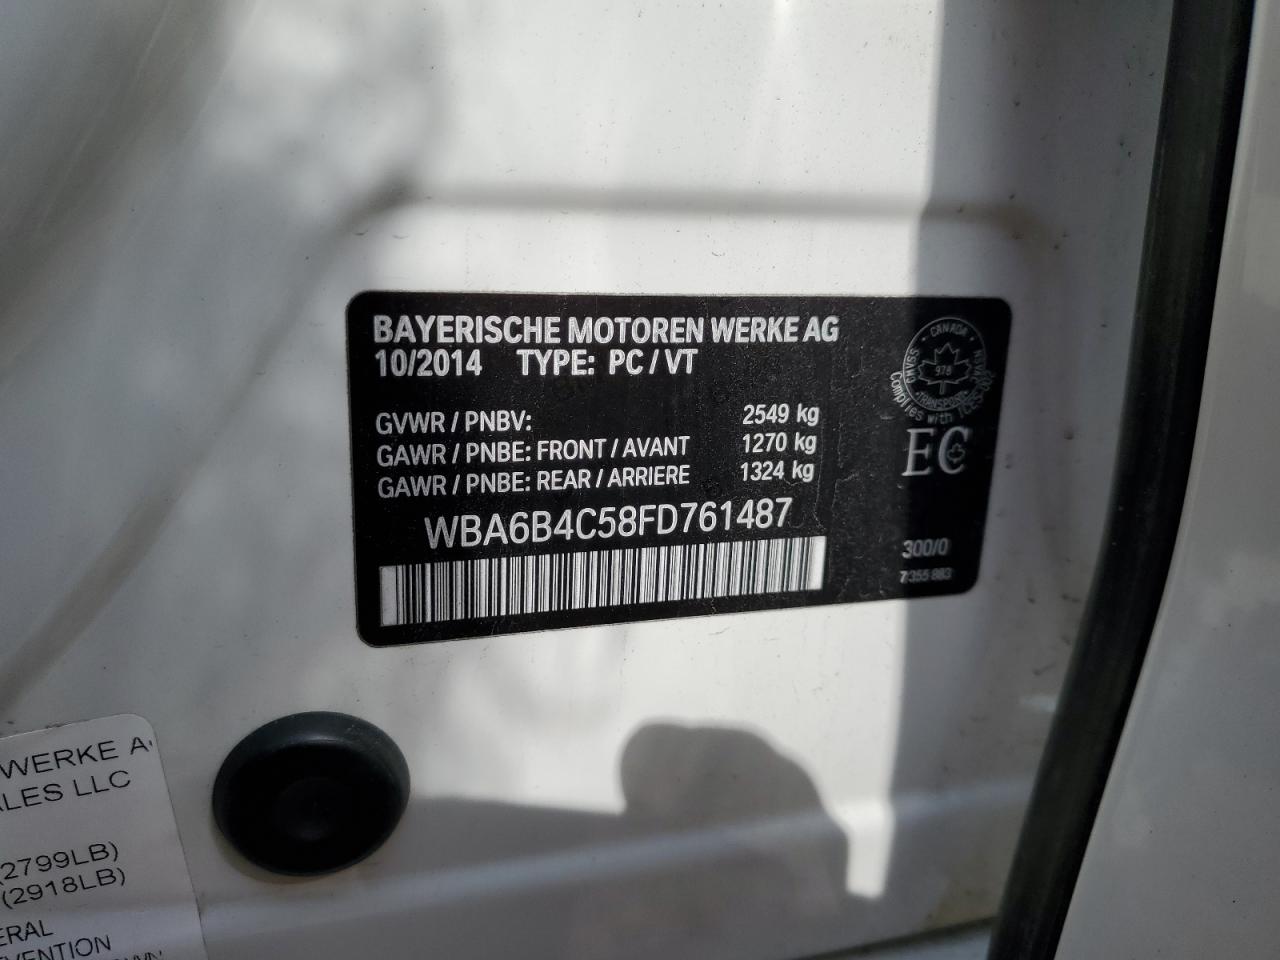 BAYERISCHE MOTOREN WERKE AG
10/2014 TYPE: PC / VT
GVWR / PNBV: 2549 kg
GAWR / PNBE: FRONT / AVANT 1270 kg
GAWR / PNBE: REAR / ARRIERE 1324 kg
WBA6B4C58FD761487
CANADA
978
TRANSPORT
Complies with
EC
300/0
7 355 883
WERKE A
ALES LLC
(2799LB)
(2918LB)
ERAL
EVENTION